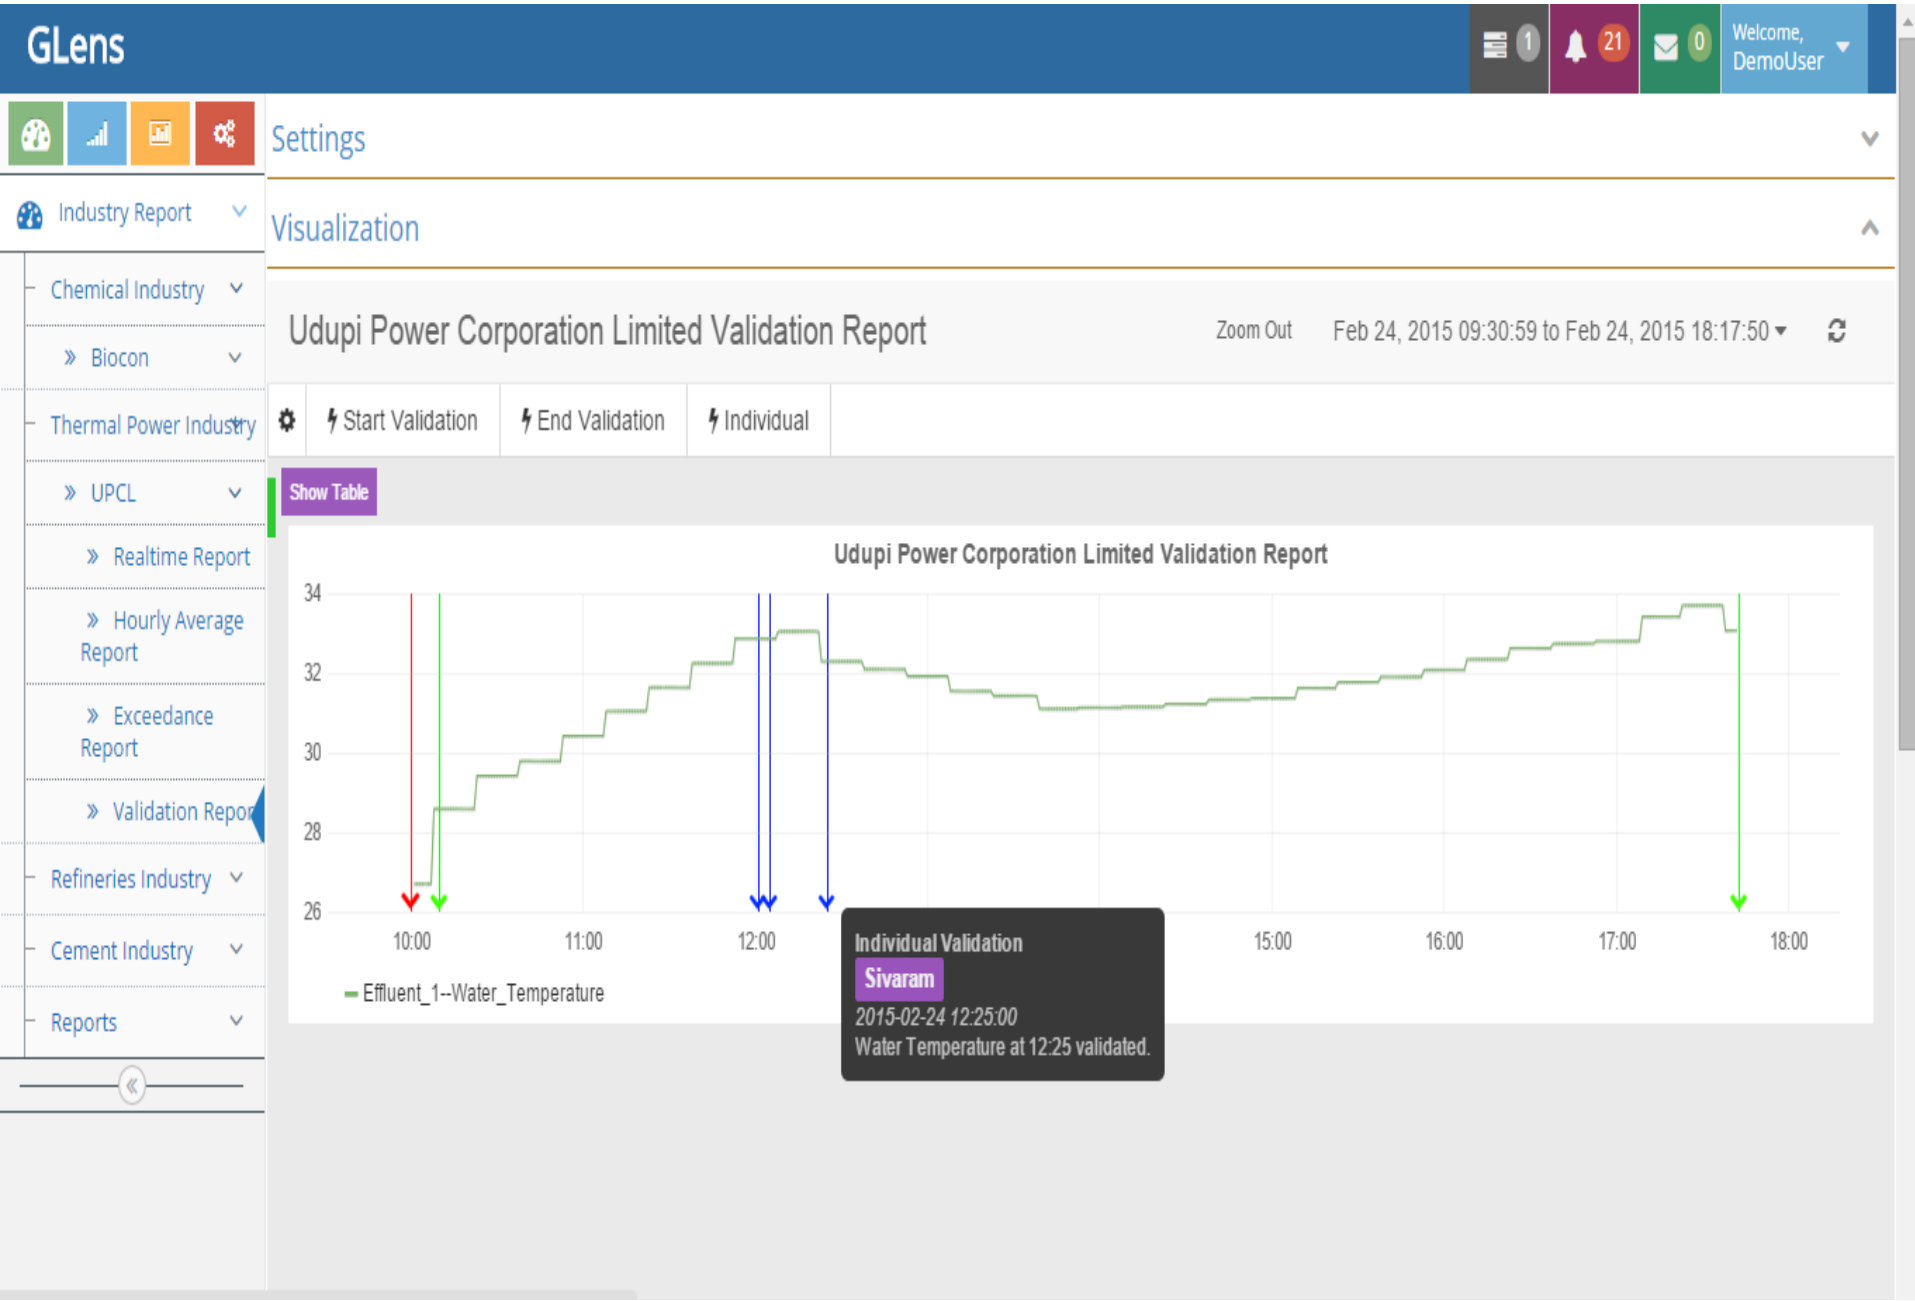 GLens
1
21
0
Welcome,
DemoUser
Settings
Industry Report
Visualization
Chemical Industry
Biocon
Thermal Power Industry
UPCL
Realtime Report
Hourly Average
Report
Exceedance
Report
Validation Repor
Refineries Industry
Cement Industry
Reports
Udupi Power Corporation Limited Validation Report
Zoom Out
Feb 24, 2015 09:30:59 to Feb 24, 2015 18:17:50
Start Validation
End Validation
Individual
Show Table
Udupi Power Corporation Limited Validation Report
34
32
30
28
26
10:00
11:00
12:00
15:00
16:00
17:00
18:00
Effluent_1--Water_Temperature
Individual Validation
Sivaram
2015-02-24 12:25:00
Water Temperature at 12:25 validated.